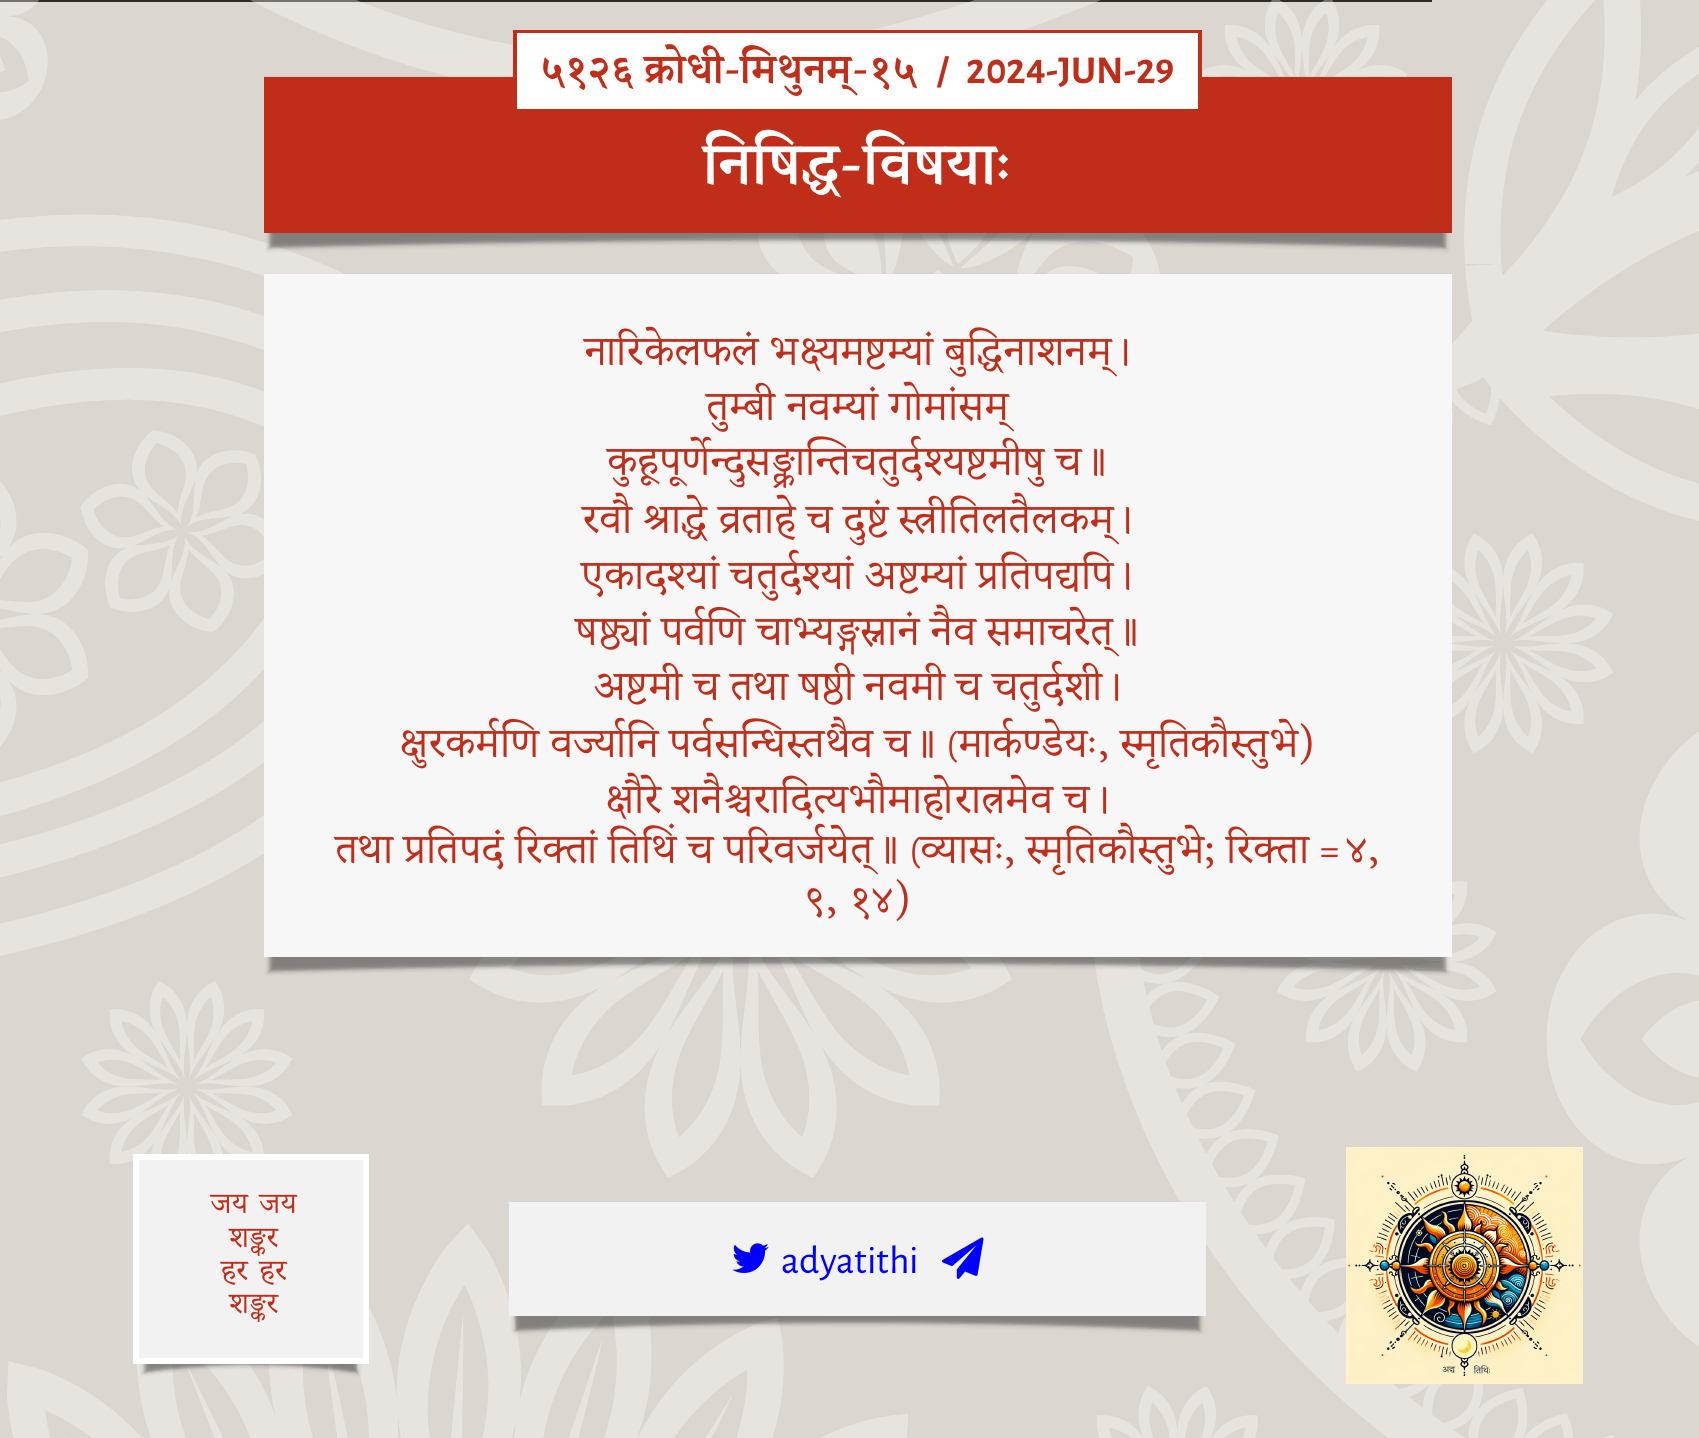 ५१२६ क्रोधी-मिथुनम्-१५ / 2024-JUN-29
निषिद्ध-विषयाः
नारिकेलफलं भक्ष्यमष्टम्यां बुद्धिनाशनम्।
तुम्बी नवम्यां गोमांसम्
कुहूपूर्णेन्दुसङ्क्रान्तिचतुर्दश्यष्टमीषु च॥
रवौ श्राद्धे व्रताहे च दुष्टं स्त्रीतिलतैलकम्।
एकादश्यां चतुर्दश्यां अष्टम्यां प्रतिपद्यपि।
षष्ठ्यां पर्वणि चाभ्यङ्गस्नानं नैव समाचरेत्॥
अष्टमी च तथा षष्ठी नवमी च चतुर्दशी।
क्षुरकर्मणि वर्ज्यानि पर्वसन्धिस्तथैव च॥ (मार्कण्डेयः, स्मृतिकौस्तुभे)
क्षौरे शनैश्चरादित्यभौमाहोरात्रमेव च।
तथा प्रतिपदं रिक्तां तिथिं च परिवर्जयेत्॥ (व्यासः, स्मृतिकौस्तुभे; रिक्ता = ४,
९, १४)
जय जय
शङ्कर
हर हर
शङ्कर
adyatithi
अद्य तिथिः